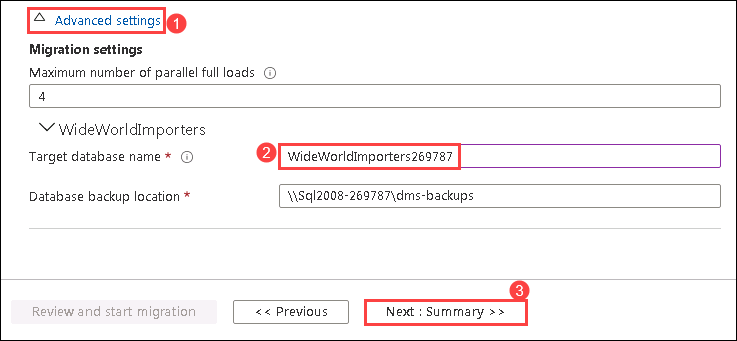 Advanced settings 1
Migration settings
Maximum number of parallel full loads
4
WideWorldImporters
Target database name * 2 WideWorldImporters269787
Database backup location * \\Sql2008-269787\dms-backups
3
Review and start migration << Previous Next : Summary >>